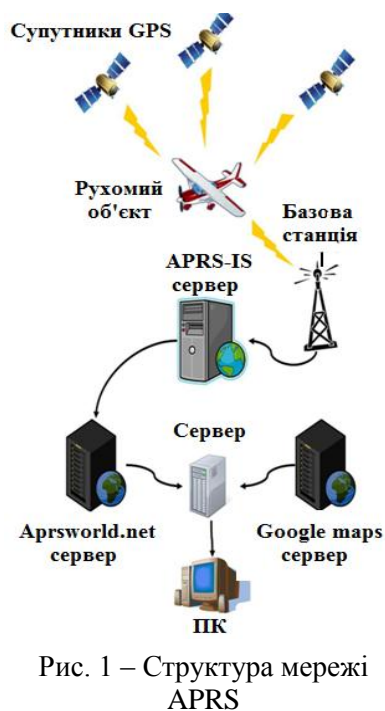 Супутники GPS
Рухомий
об'єкт
Базова
станція
APRS-IS
сервер
Сервер
Aprsworld.net
сервер
Google maps
сервер
ПК
Рис. 1 – Структура мережі
APRS